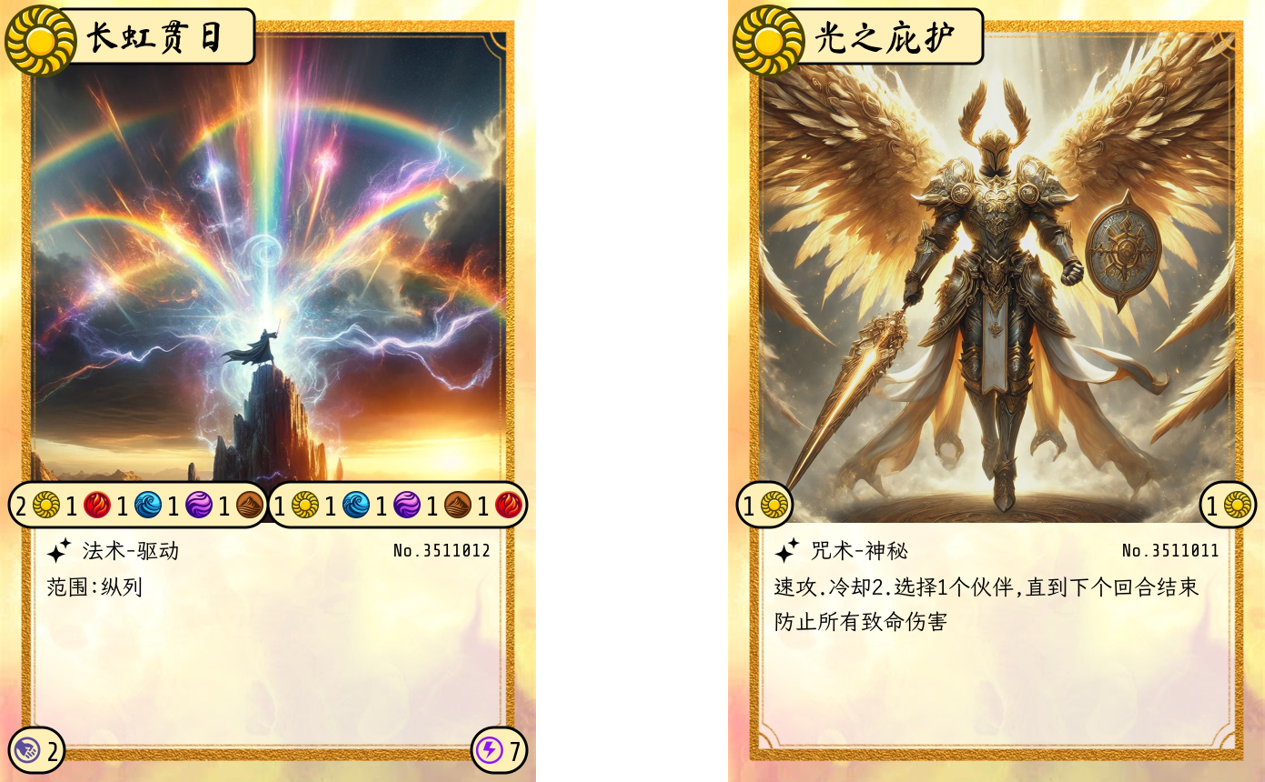 长虹贯日
2 1 1 1 1
1 1 1 1 1
法术-驱动
No.3511012
范围:纵列
2
7
光之庇护
1
1
咒术-神秘
No.3511011
速攻.冷却2.选择1个伙伴,直到下个回合结束
防止所有致命伤害